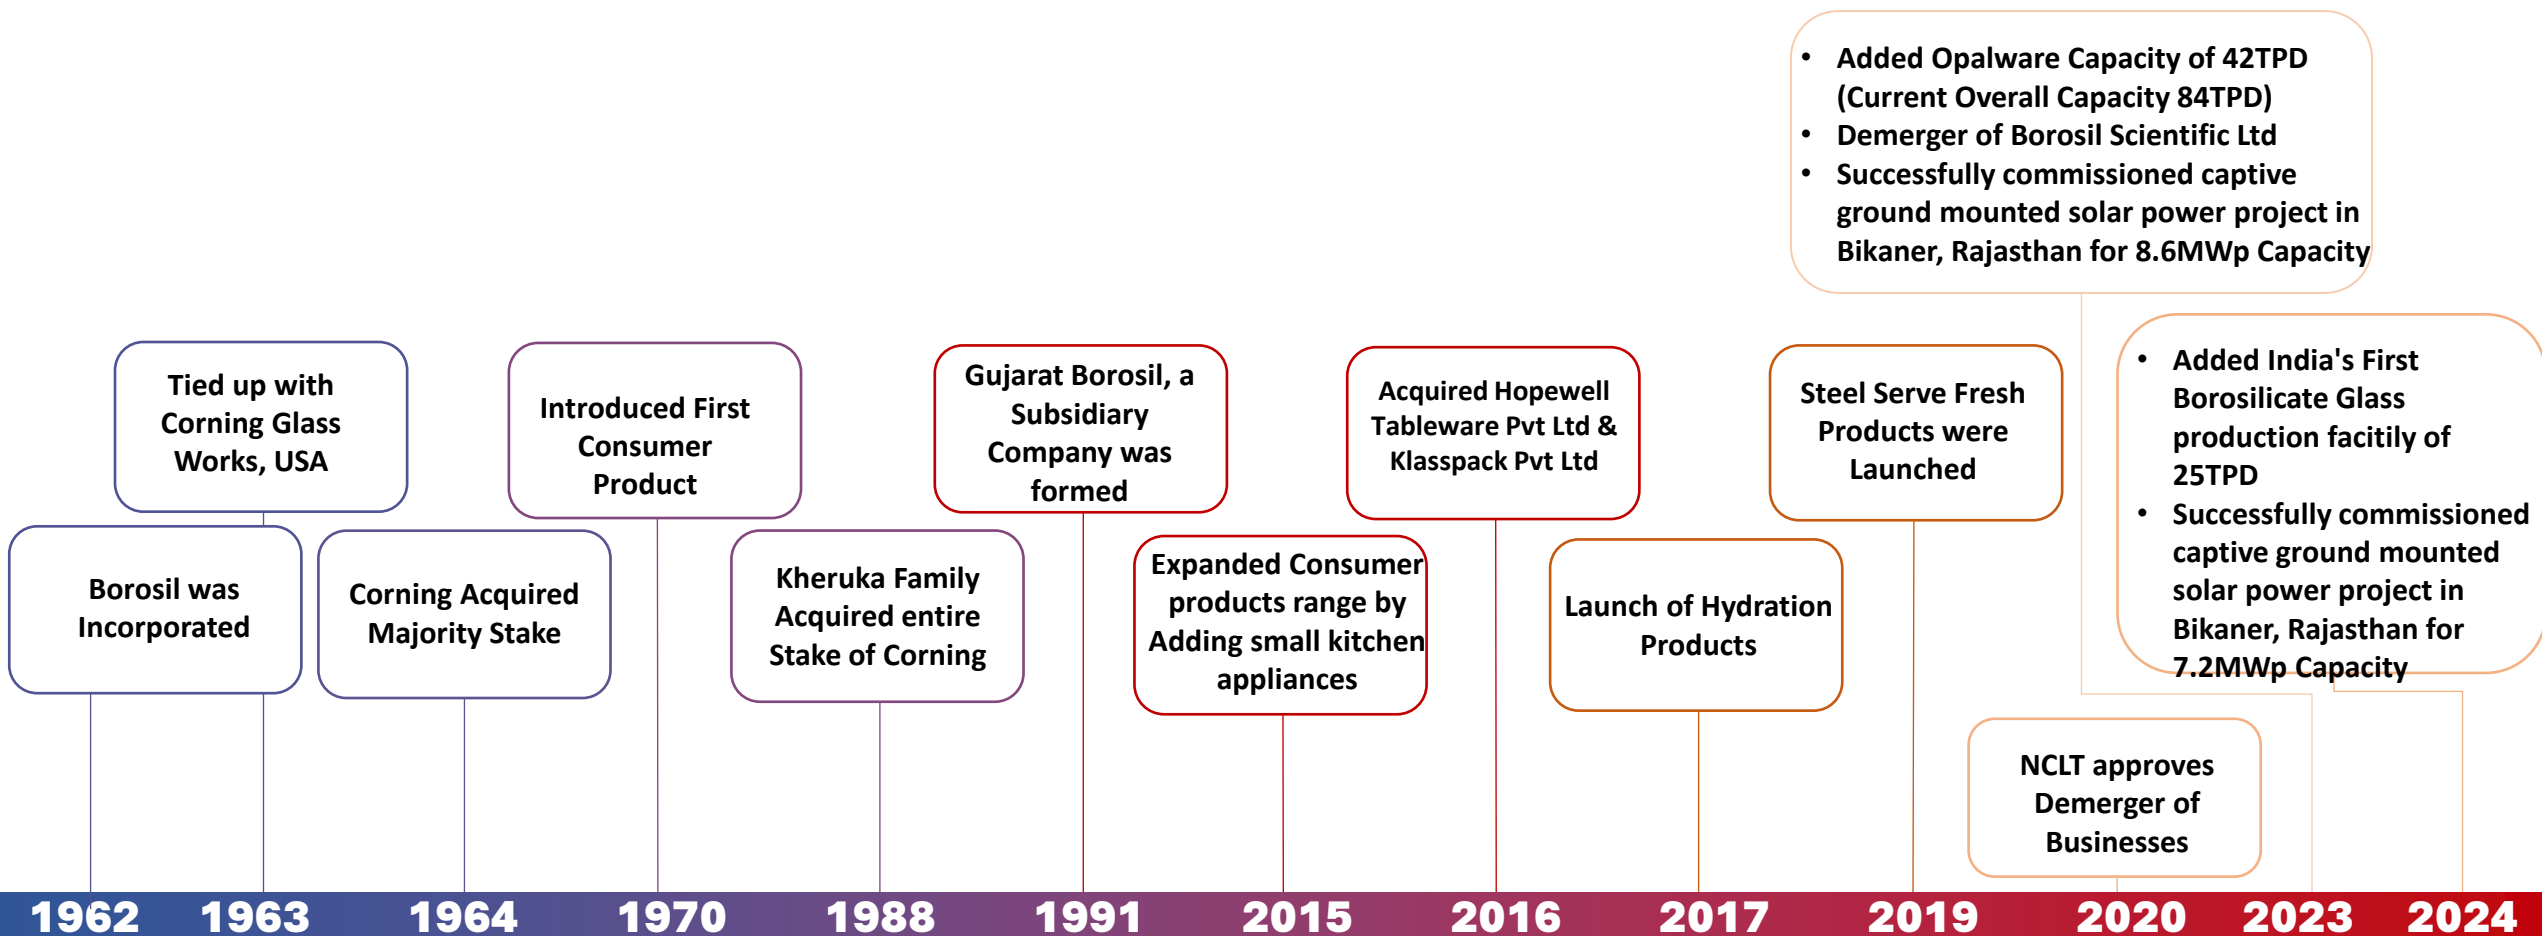 • Added Opalware Capacity of 42TPD
(Current Overall Capacity 84TPD)
• Demerger of Borosil Scientific Ltd
• Successfully commissioned captive
ground mounted solar power project in
Bikaner, Rajasthan for 8.6MWp Capacity
Tied up with
Corning Glass
Works, USA
Introduced First
Consumer
Product
Gujarat Borosil, a
Subsidiary
Company was
formed
Acquired Hopewell
Tableware Pvt Ltd &
Klasspack Pvt Ltd
Steel Serve Fresh
Products were
Launched
• Added India's First
Borosilicate Glass
production facitily of
25TPD
• Successfully commissioned
captive ground mounted
solar power project in
Bikaner, Rajasthan for
7.2MWp Capacity
Borosil was
Incorporated
Corning Acquired
Majority Stake
Kheruka Family
Acquired entire
Stake of Corning
Expanded Consumer
products range by
Adding small kitchen
appliances
Launch of Hydration
Products
NCLT approves
Demerger of
Businesses
1962 1963 1964 1970 1988 1991 2015 2016 2017 2019 2020 2023 2024